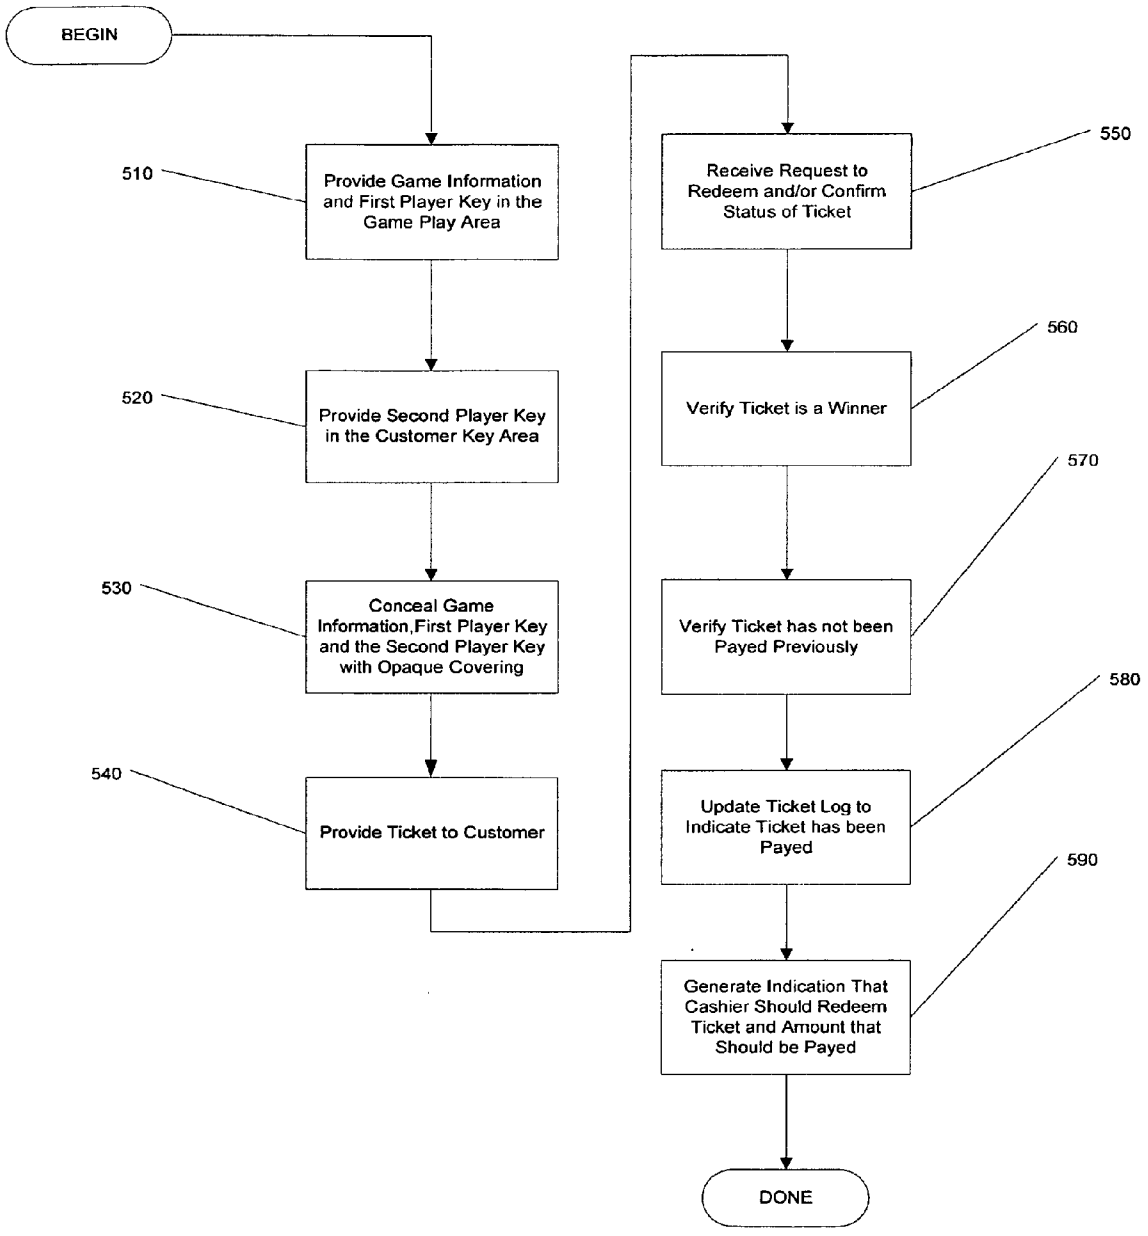 BEGIN
510
Provide Game Information
and First Player Key in the
Game Play Area
520
Provide Second Player Key
in the Customer Key Area
530
Conceal Game
Information,First Player Key
and the Second Player Key
with Opaque Covering
540
Provide Ticket to Customer
550
Receive Request to
Redeem and/or Confirm
Status of Ticket
560
Verify Ticket is a Winner
570
Verify Ticket has not been
Payed Previously
580
Update Ticket Log to
Indicate Ticket has been
Payed
590
Generate Indication That
Cashier Should Redeem
Ticket and Amount that
Should be Payed
DONE